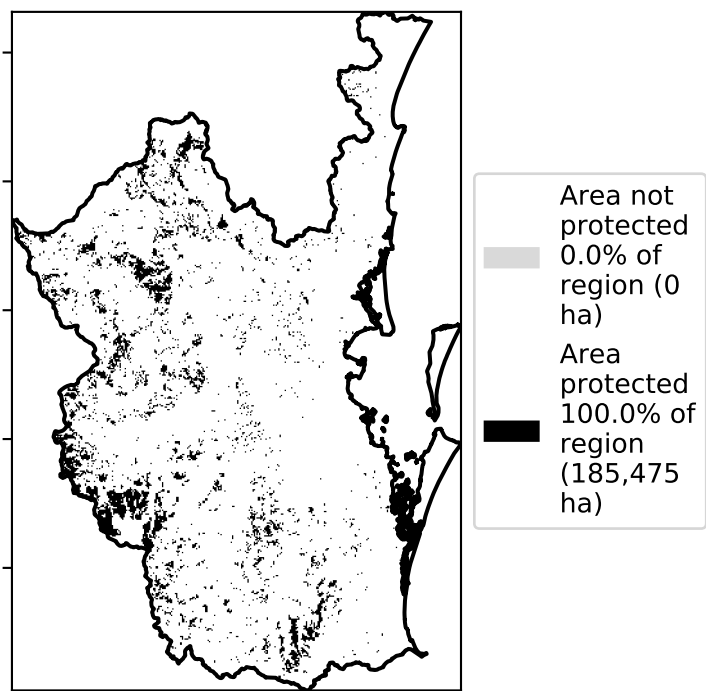 Area not
protected
0.0% of
region (0
ha)
Area
protected
100.0% of
region
(185,475
ha)